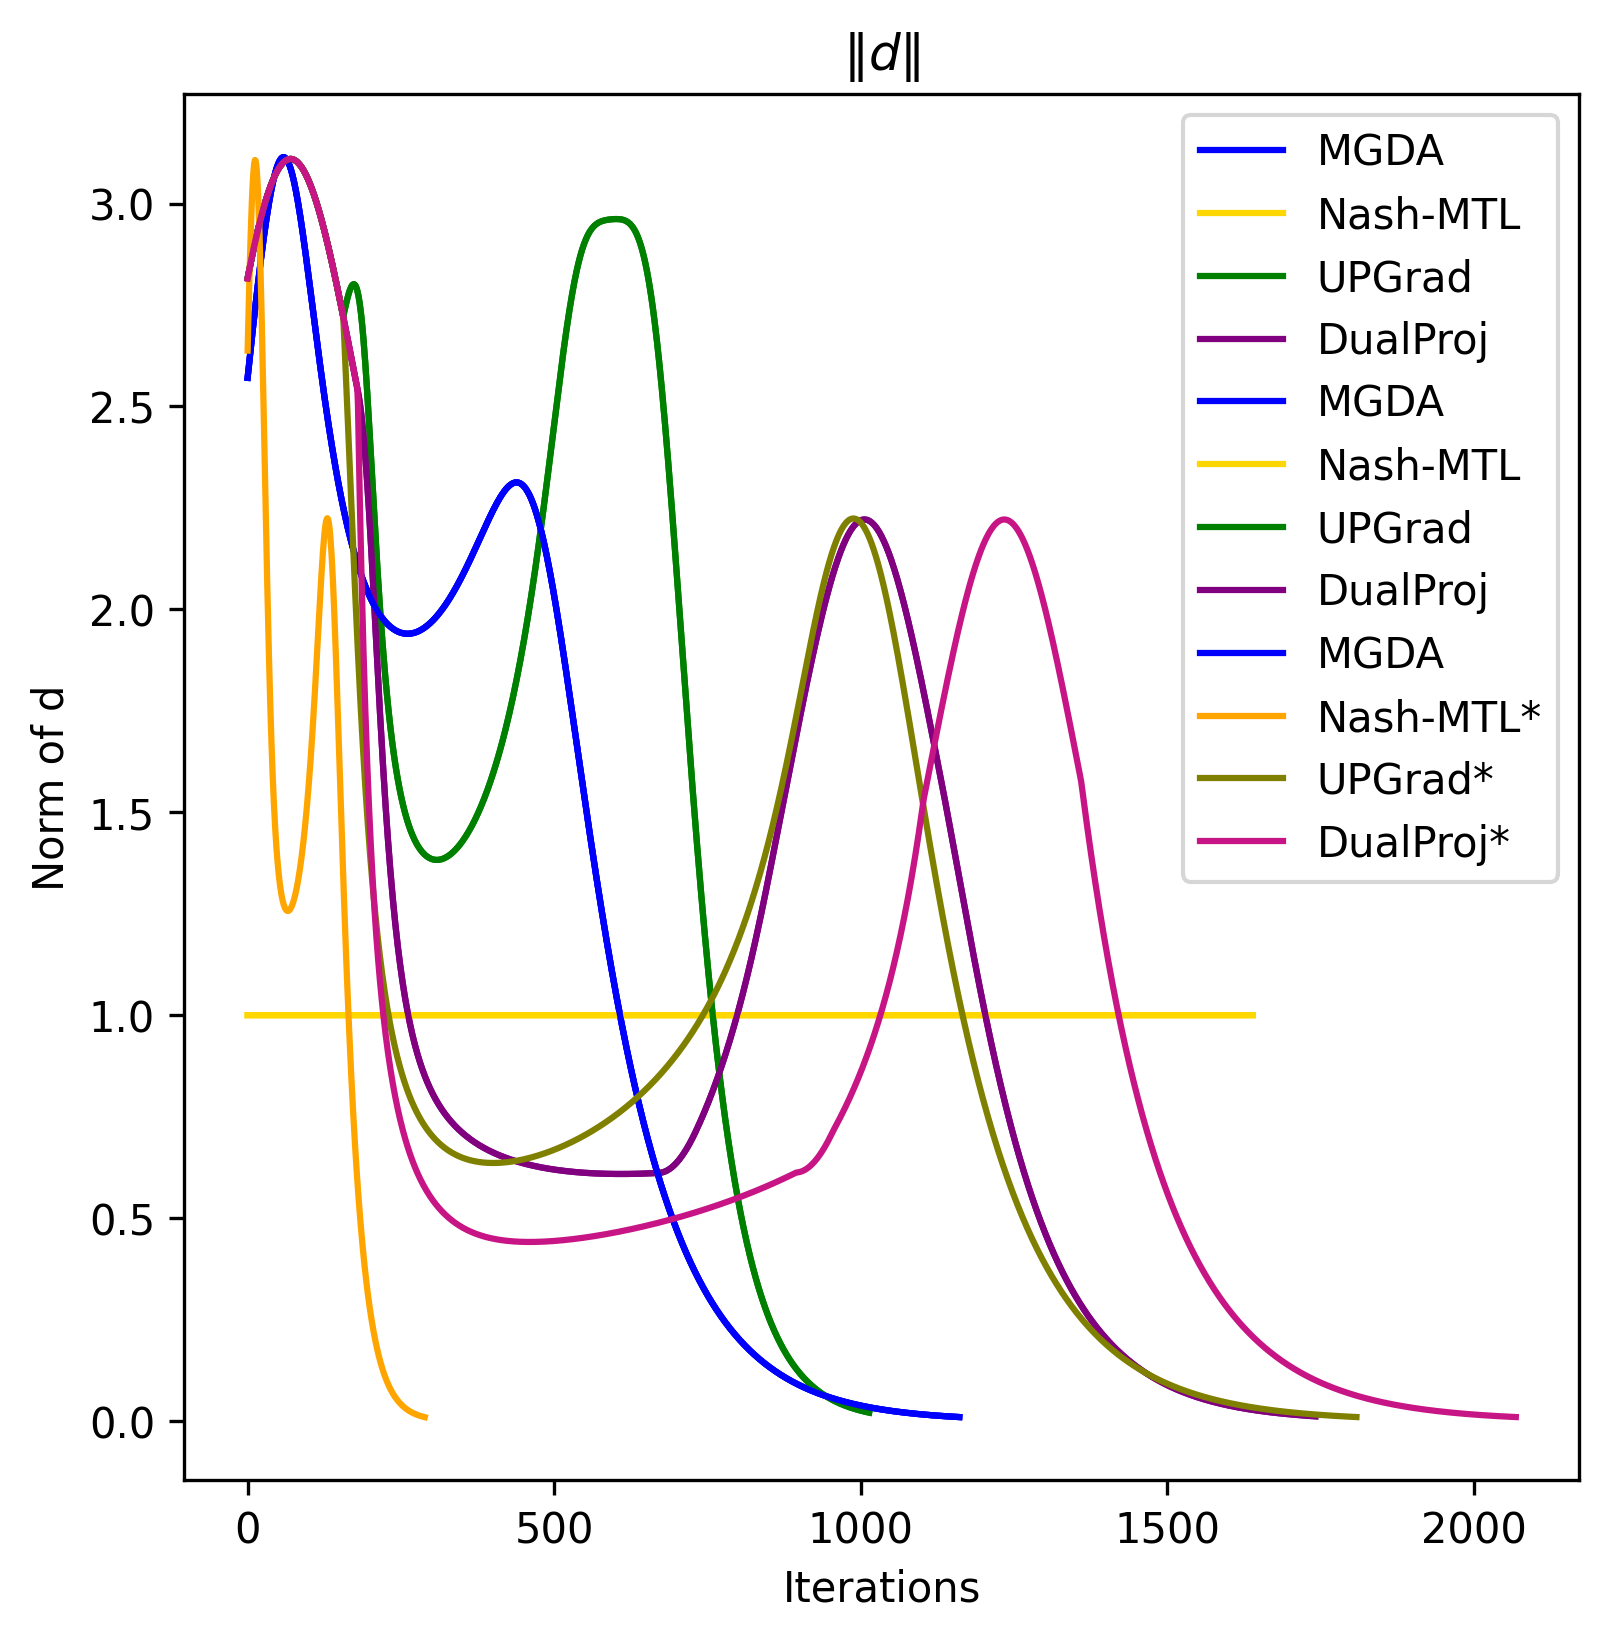 ‖d‖
3.0
2.5
2.0
1.5
1.0
0.5
0.0
Norm of d
0 500 1000 1500 2000
Iterations
MGDA
Nash-MTL
UPGrad
DualProj
MGDA
Nash-MTL
UPGrad
DualProj
MGDA
Nash-MTL*
UPGrad*
DualProj*